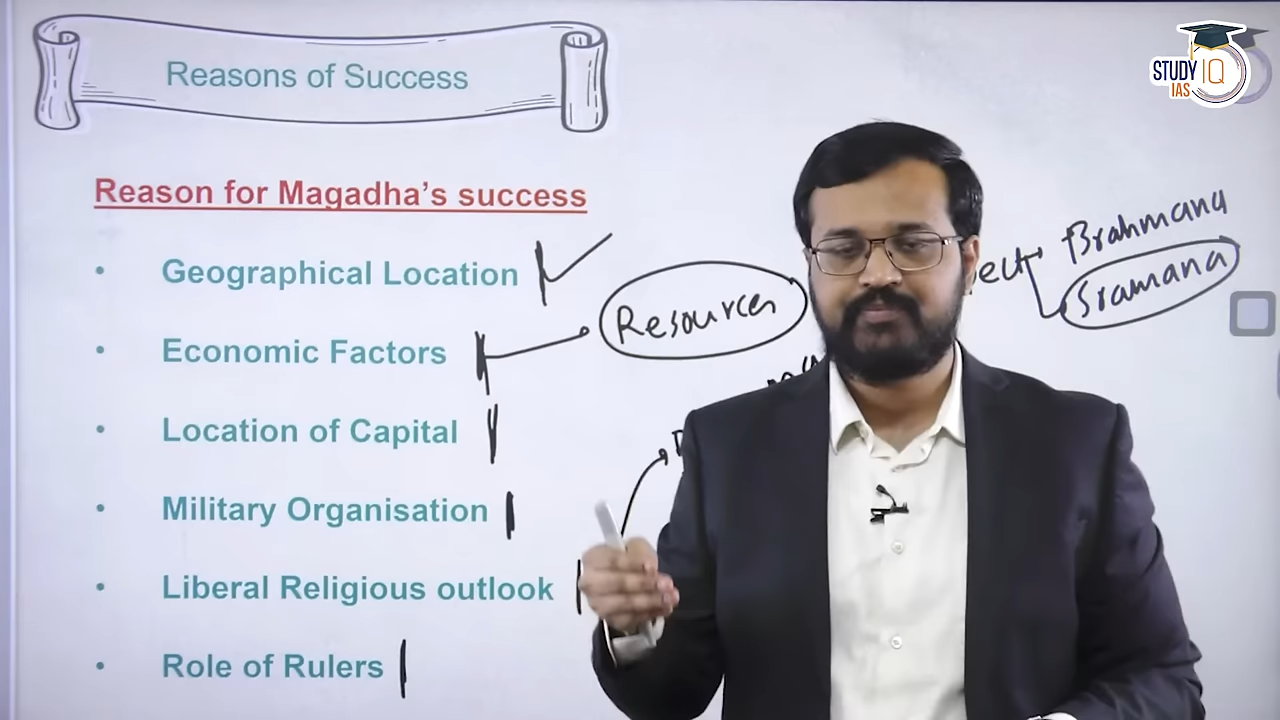 Reasons of Success
STUDY IQ
IAS
Reason for Magadha’s success
• Geographical Location
• Economic Factors
Resources
• Location of Capital
• Military Organisation
• Liberal Religious outlook
• Role of Rulers
Brahmana
Sramana